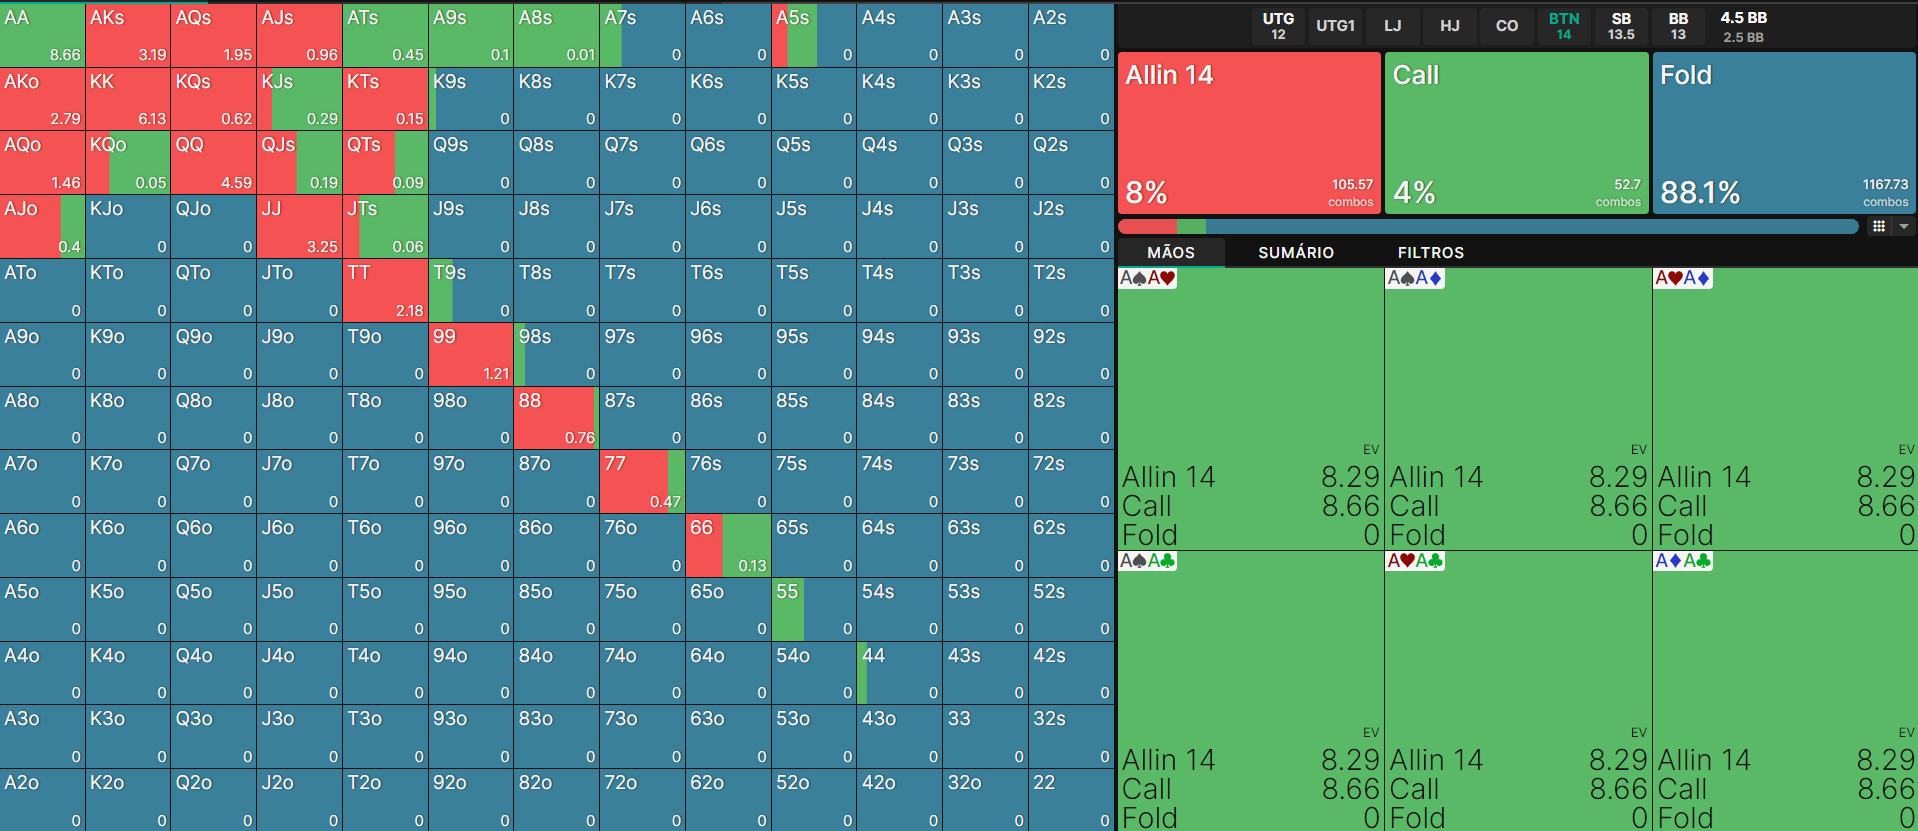 AA AKs AQs AJs ATs A9s A8s A7s A6s A5s A4s A3s A2s
8.66 3.19 1.95 0.96 0.45 0.1 0.01 0 0 0 0 0 0
AKo KK KQs KJs KTs K9s K8s K7s K6s K5s K4s K3s K2s
2.79 6.13 0.62 0.29 0.15 0 0 0 0 0 0 0 0
AQo KQo QQ QJs QTs Q9s Q8s Q7s Q6s Q5s Q4s Q3s Q2s
1.46 0.05 4.59 0.19 0.09 0 0 0 0 0 0 0 0
AJo KJo QJo JJ JTs J9s J8s J7s J6s J5s J4s J3s J2s
0.4 0 0 3.25 0.06 0 0 0 0 0 0 0 0
ATo KTo QTo JTo TT T9s T8s T7s T6s T5s T4s T3s T2s
0 0 0 0 2.18 0 0 0 0 0 0 0 0
A9o K9o Q9o J9o T9o 99 98s 97s 96s 95s 94s 93s 92s
0 0 0 0 0 1.21 0 0 0 0 0 0 0
A8o K8o Q8o J8o T8o 98o 88 87s 86s 85s 84s 83s 82s
0 0 0 0 0 0 0.76 0 0 0 0 0 0
A7o K7o Q7o J7o T7o 97o 87o 77 76s 75s 74s 73s 72s
0 0 0 0 0 0 0 0.47 0 0 0 0 0
A6o K6o Q6o J6o T6o 96o 86o 76o 66 65s 64s 63s 62s
0 0 0 0 0 0 0 0 0.13 0 0 0 0
A5o K5o Q5o J5o T5o 95o 85o 75o 65o 55 54s 53s 52s
0 0 0 0 0 0 0 0 0 0 0 0
A4o K4o Q4o J4o T4o 94o 84o 74o 64o 54o 44 43s 42s
0 0 0 0 0 0 0 0 0 0 0 0 0
A3o K3o Q3o J3o T3o 93o 83o 73o 63o 53o 43o 33 32s
0 0 0 0 0 0 0 0 0 0 0 0 0
A2o K2o Q2o J2o T2o 92o 82o 72o 62o 52o 42o 32o 22
0 0 0 0 0 0 0 0 0 0 0 0 0
UTG UTG1 LJ HJ CO BTN SB BB 4.5 BB
12 14 13.5 13 2.5 BB
Allin 14 Call Fold
8% 105.57 combos 4% 52.7 combos 88.1% 1167.73 combos
MÃOS SUMÁRIO FILTROS
A♠A♥ A♠A♦ A♥A♦
EV EV EV
Allin 14 8.29 Allin 14 8.29 Allin 14 8.29
Call 8.66 Call 8.66 Call 8.66
Fold 0 Fold 0 Fold 0
A♠A♣ A♥A♣ A♦A♣
EV EV EV
Allin 14 8.29 Allin 14 8.29 Allin 14 8.29
Call 8.66 Call 8.66 Call 8.66
Fold 0 Fold 0 Fold 0